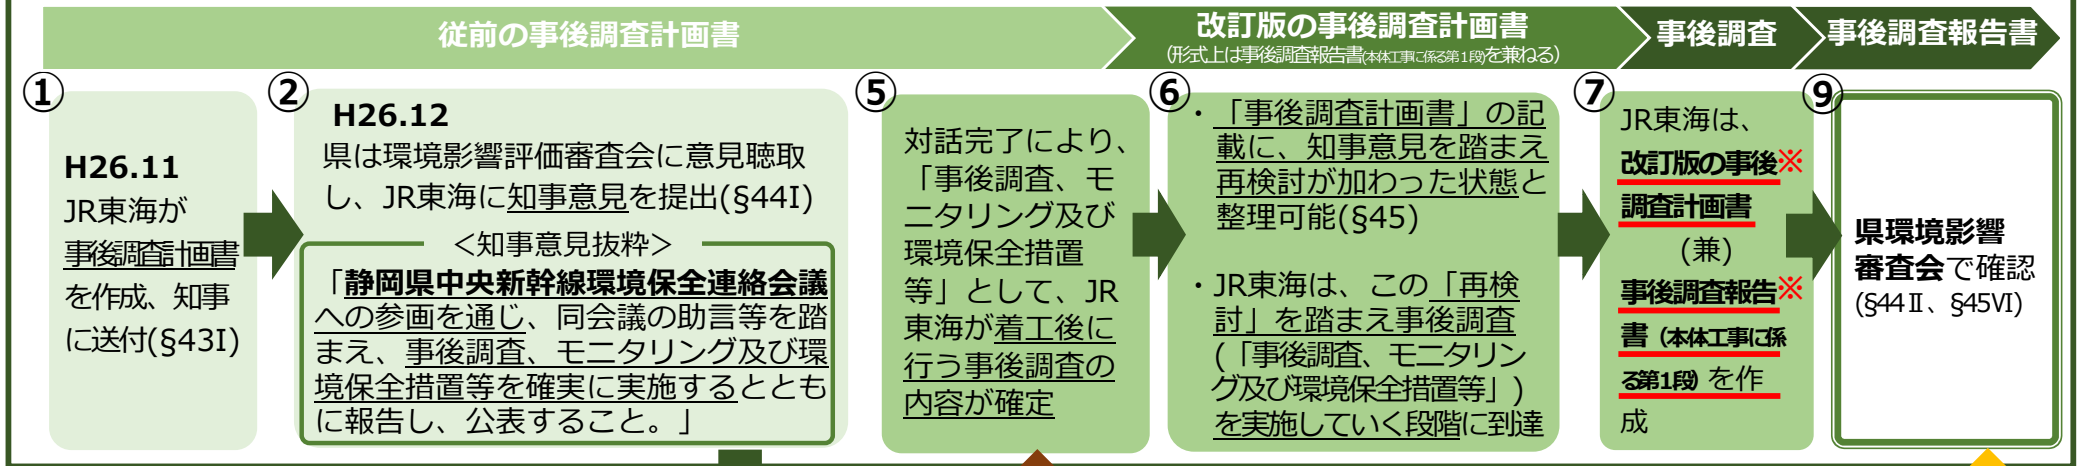 従前の事後調査計画書
改訂版の事後調査計画書
(形式上は事後調査報告書(本体工事に係る第1段)を兼ねる)
事後調査
事後調査報告書
①
H26.11
JR東海が
事後調査計画書
を作成、知事
に送付(§43Ⅰ)
②
H26.12
県は環境影響評価審査会に意見聴取
し、JR東海に知事意見を提出(§44Ⅰ)
＜知事意見抜粋＞
「静岡県中央新幹線環境保全連絡会議
への参画を通じ、同会議の助言等を踏
まえ、事後調査、モニタリング及び環
境保全措置等を確実に実施するととも
に報告し、公表すること。」
⑤
対話完了により、
「事後調査、モ
ニタリング及び
環境保全措置
等」として、JR
東海が着工後に
行う事後調査の
内容が確定
⑥
・「事後調査計画書」の記
載に、知事意見を踏まえ
再検討が加わった状態と
整理可能(§45)
・JR東海は、この「再検
討」を踏まえ事後調査
(「事後調査、モニタリン
グ及び環境保全措置等」)
を実施していく段階に到達
⑦
JR東海は、
改訂版の事後※
調査計画書
(兼)
事後調査報告※
書（本体工事に係
る第1段）を作
成
⑨
県環境影響
審査会で確認
(§44Ⅱ、§45Ⅵ)